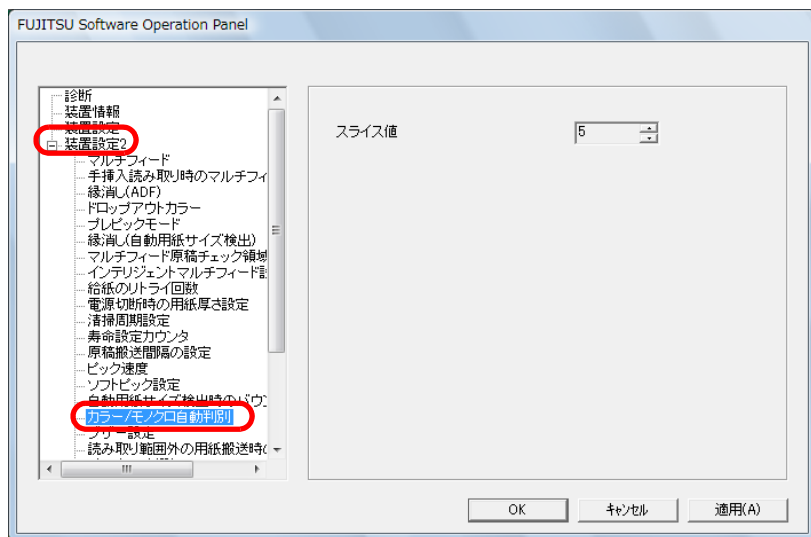 FUJITSU Software Operation Panel
診断
装置情報
装置設定
装置設定2
マルチフィード
手挿入読み取り時のマルチフィ
縁消し(ADF)
ドロップアウトカラー
プレピックモード
縁消し(自動用紙サイズ検出)
マルチフィード原稿チェック領域
インテリジェントマルチフィード設
給紙のリトライ回数
電源切断時の用紙厚さ設定
清掃周期設定
寿命設定カウンタ
原稿搬送間隔の設定
ピック速度
ソフトピック設定
自動用紙サイズ検出時のバウ
カラー/モノクロ自動判別
読み取り範囲外の用紙搬送時
スライス値
5
OK
キャンセル
適用(A)